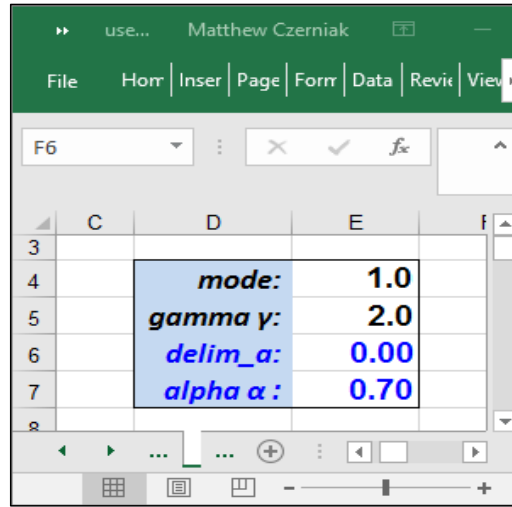 use... Matthew Czerniak
File Hom Inser Page Form Data Revie View
F6 fx
C D E F
3
4 mode: 1.0
5 gamma γ: 2.0
6 delim_a: 0.00
7 alpha α : 0.70
8
... ...